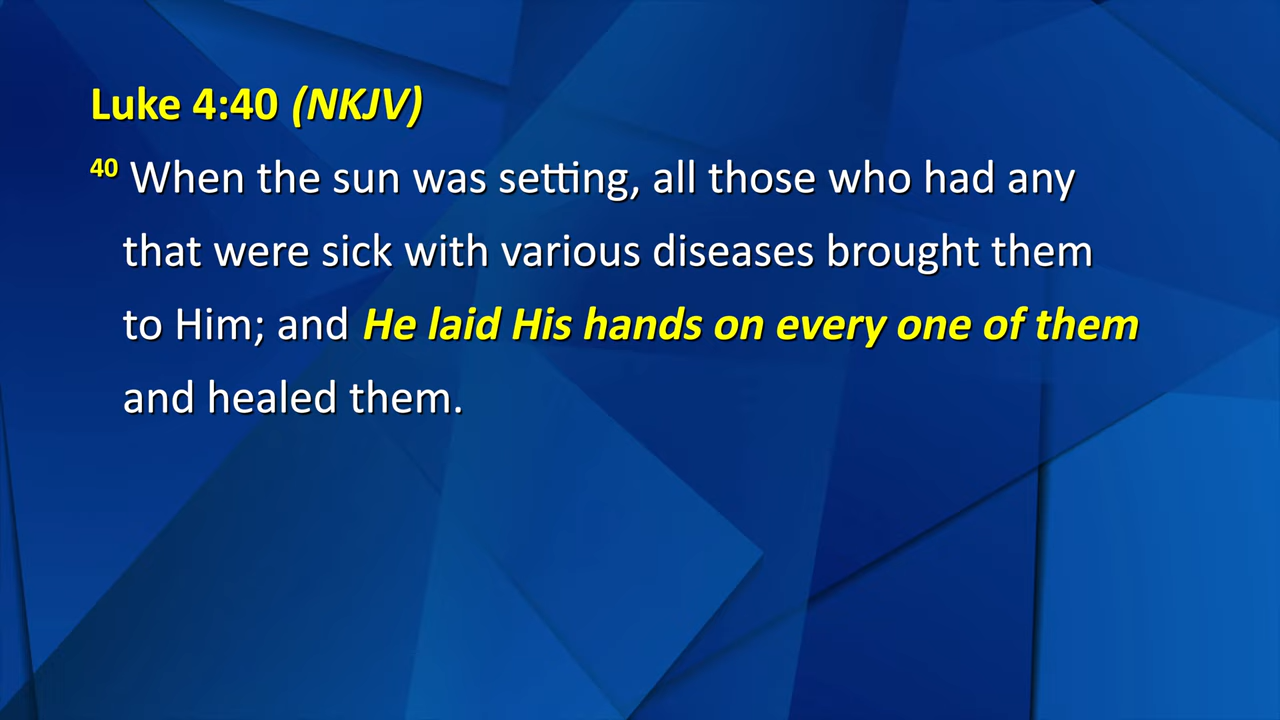 Luke 4:40 (NKJV)
40 When the sun was setting, all those who had any
that were sick with various diseases brought them
to Him; and He laid His hands on every one of them
and healed them.